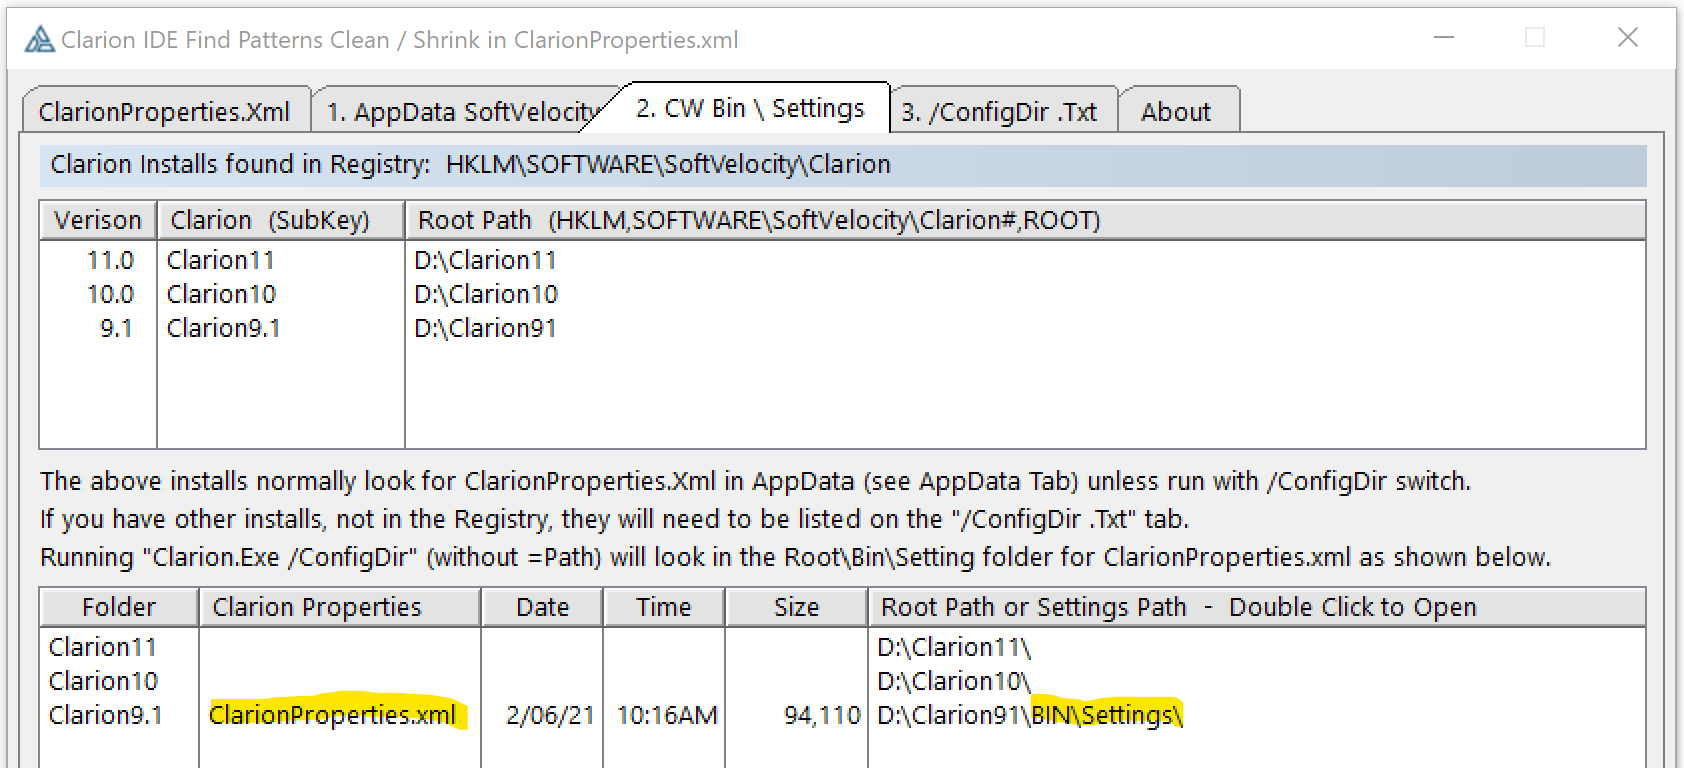 Clarion IDE Find Patterns Clean / Shrink in ClarionProperties.xml
ClarionProperties.Xml 1. AppData SoftVelocity 2. CW Bin \ Settings 3. /ConfigDir .Txt About
Clarion Installs found in Registry: HKLM\SOFTWARE\SoftVelocity\Clarion
Verison Clarion (SubKey) Root Path (HKLM,SOFTWARE\SoftVelocity\Clarion#,ROOT)
11.0 Clarion11 D:\Clarion11
10.0 Clarion10 D:\Clarion10
9.1 Clarion9.1 D:\Clarion91
The above installs normally look for ClarionProperties.Xml in AppData (see AppData Tab) unless run with /ConfigDir switch.
If you have other installs, not in the Registry, they will need to be listed on the "/ConfigDir .Txt" tab.
Running "Clarion.Exe /ConfigDir" (without =Path) will look in the Root\Bin\Setting folder for ClarionProperties.xml as shown below.
Folder Clarion Properties Date Time Size Root Path or Settings Path - Double Click to Open
Clarion11 D:\Clarion11\
Clarion10 D:\Clarion10\
Clarion9.1 ClarionProperties.xml 2/06/21 10:16AM 94,110 D:\Clarion91\BIN\Settings\